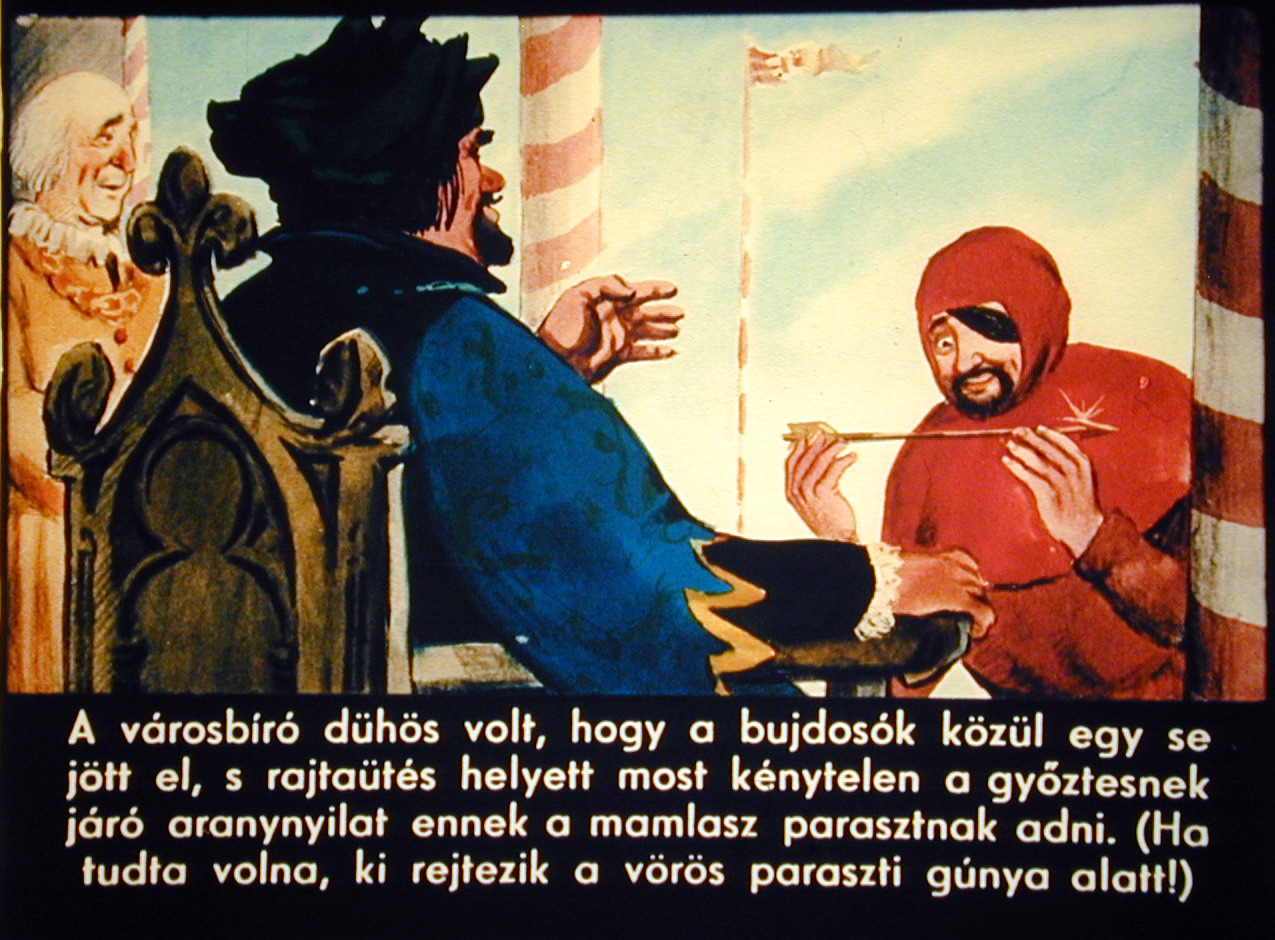 A városbíró dühös volt, hogy a bujdosók közül egy se
jött el, s rajtaütés helyett most kénytelen a győztesnek
járó aranynyilat ennek a mamlasz parasztnak adni. (Ha
tudta volna, ki rejtezik a vörös paraszti gúnya alatt!)